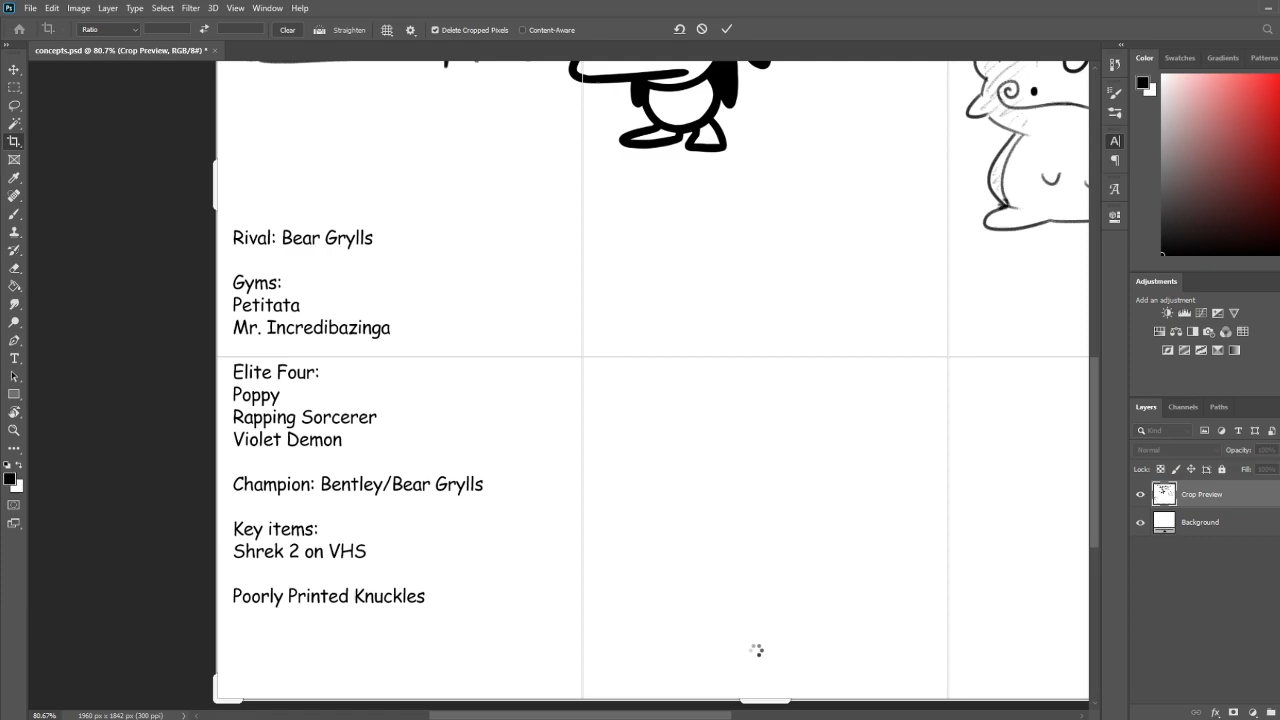 Ps File Edit Image Layer Type Select Filter 3D View Window Help
Ratio Clear Straighten Delete Cropped Pixels Content-Aware
concepts.psd @ 80.7% (Crop Preview, RGB/8#) * ×
Color Swatches Gradients Patterns
Rival: Bear Grylls
Gyms:
Petitata
Mr. Incredibazinga
Elite Four:
Poppy
Rapping Sorcerer
Violet Demon
Champion: Bentley/Bear Grylls
Key items:
Shrek 2 on VHS
Poorly Printed Knuckles
Adjustments
Add an adjustment
Layers Channels Paths
Kind
Normal Opacity: 100%
Lock: Fill: 100%
Crop Preview
Background
80.67% 1960 px x 1842 px (300 ppi)